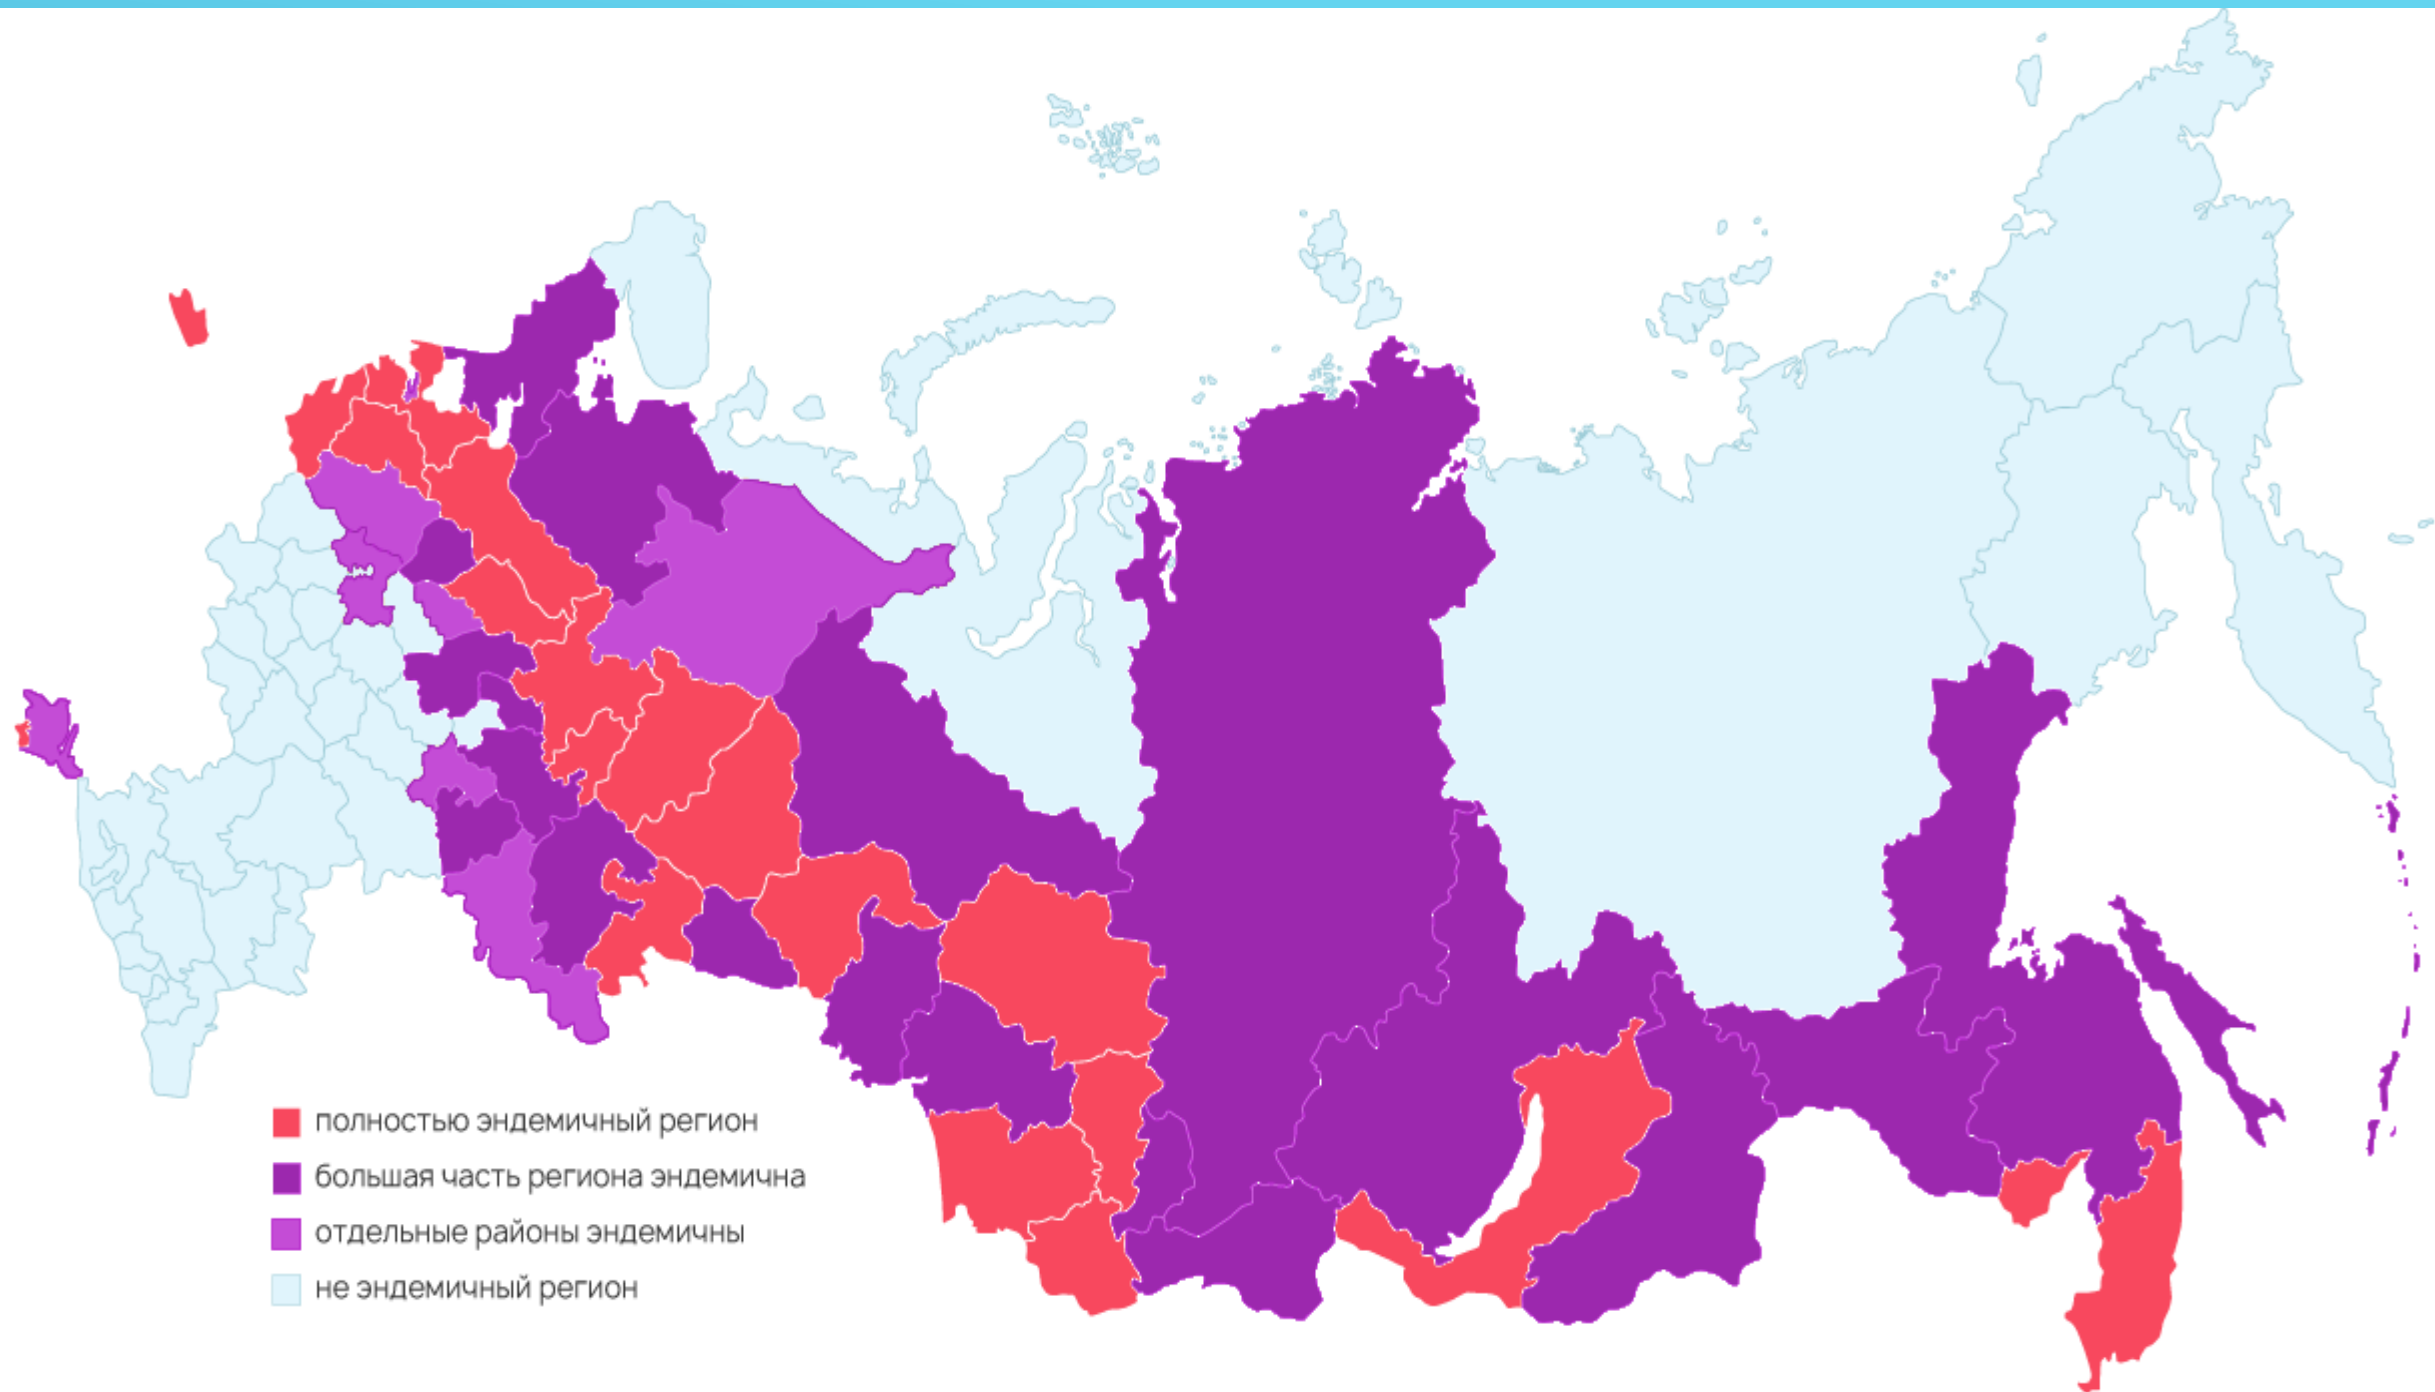 полностью эндемичный регион
большая часть региона эндемична
отдельные районы эндемичны
не эндемичный регион